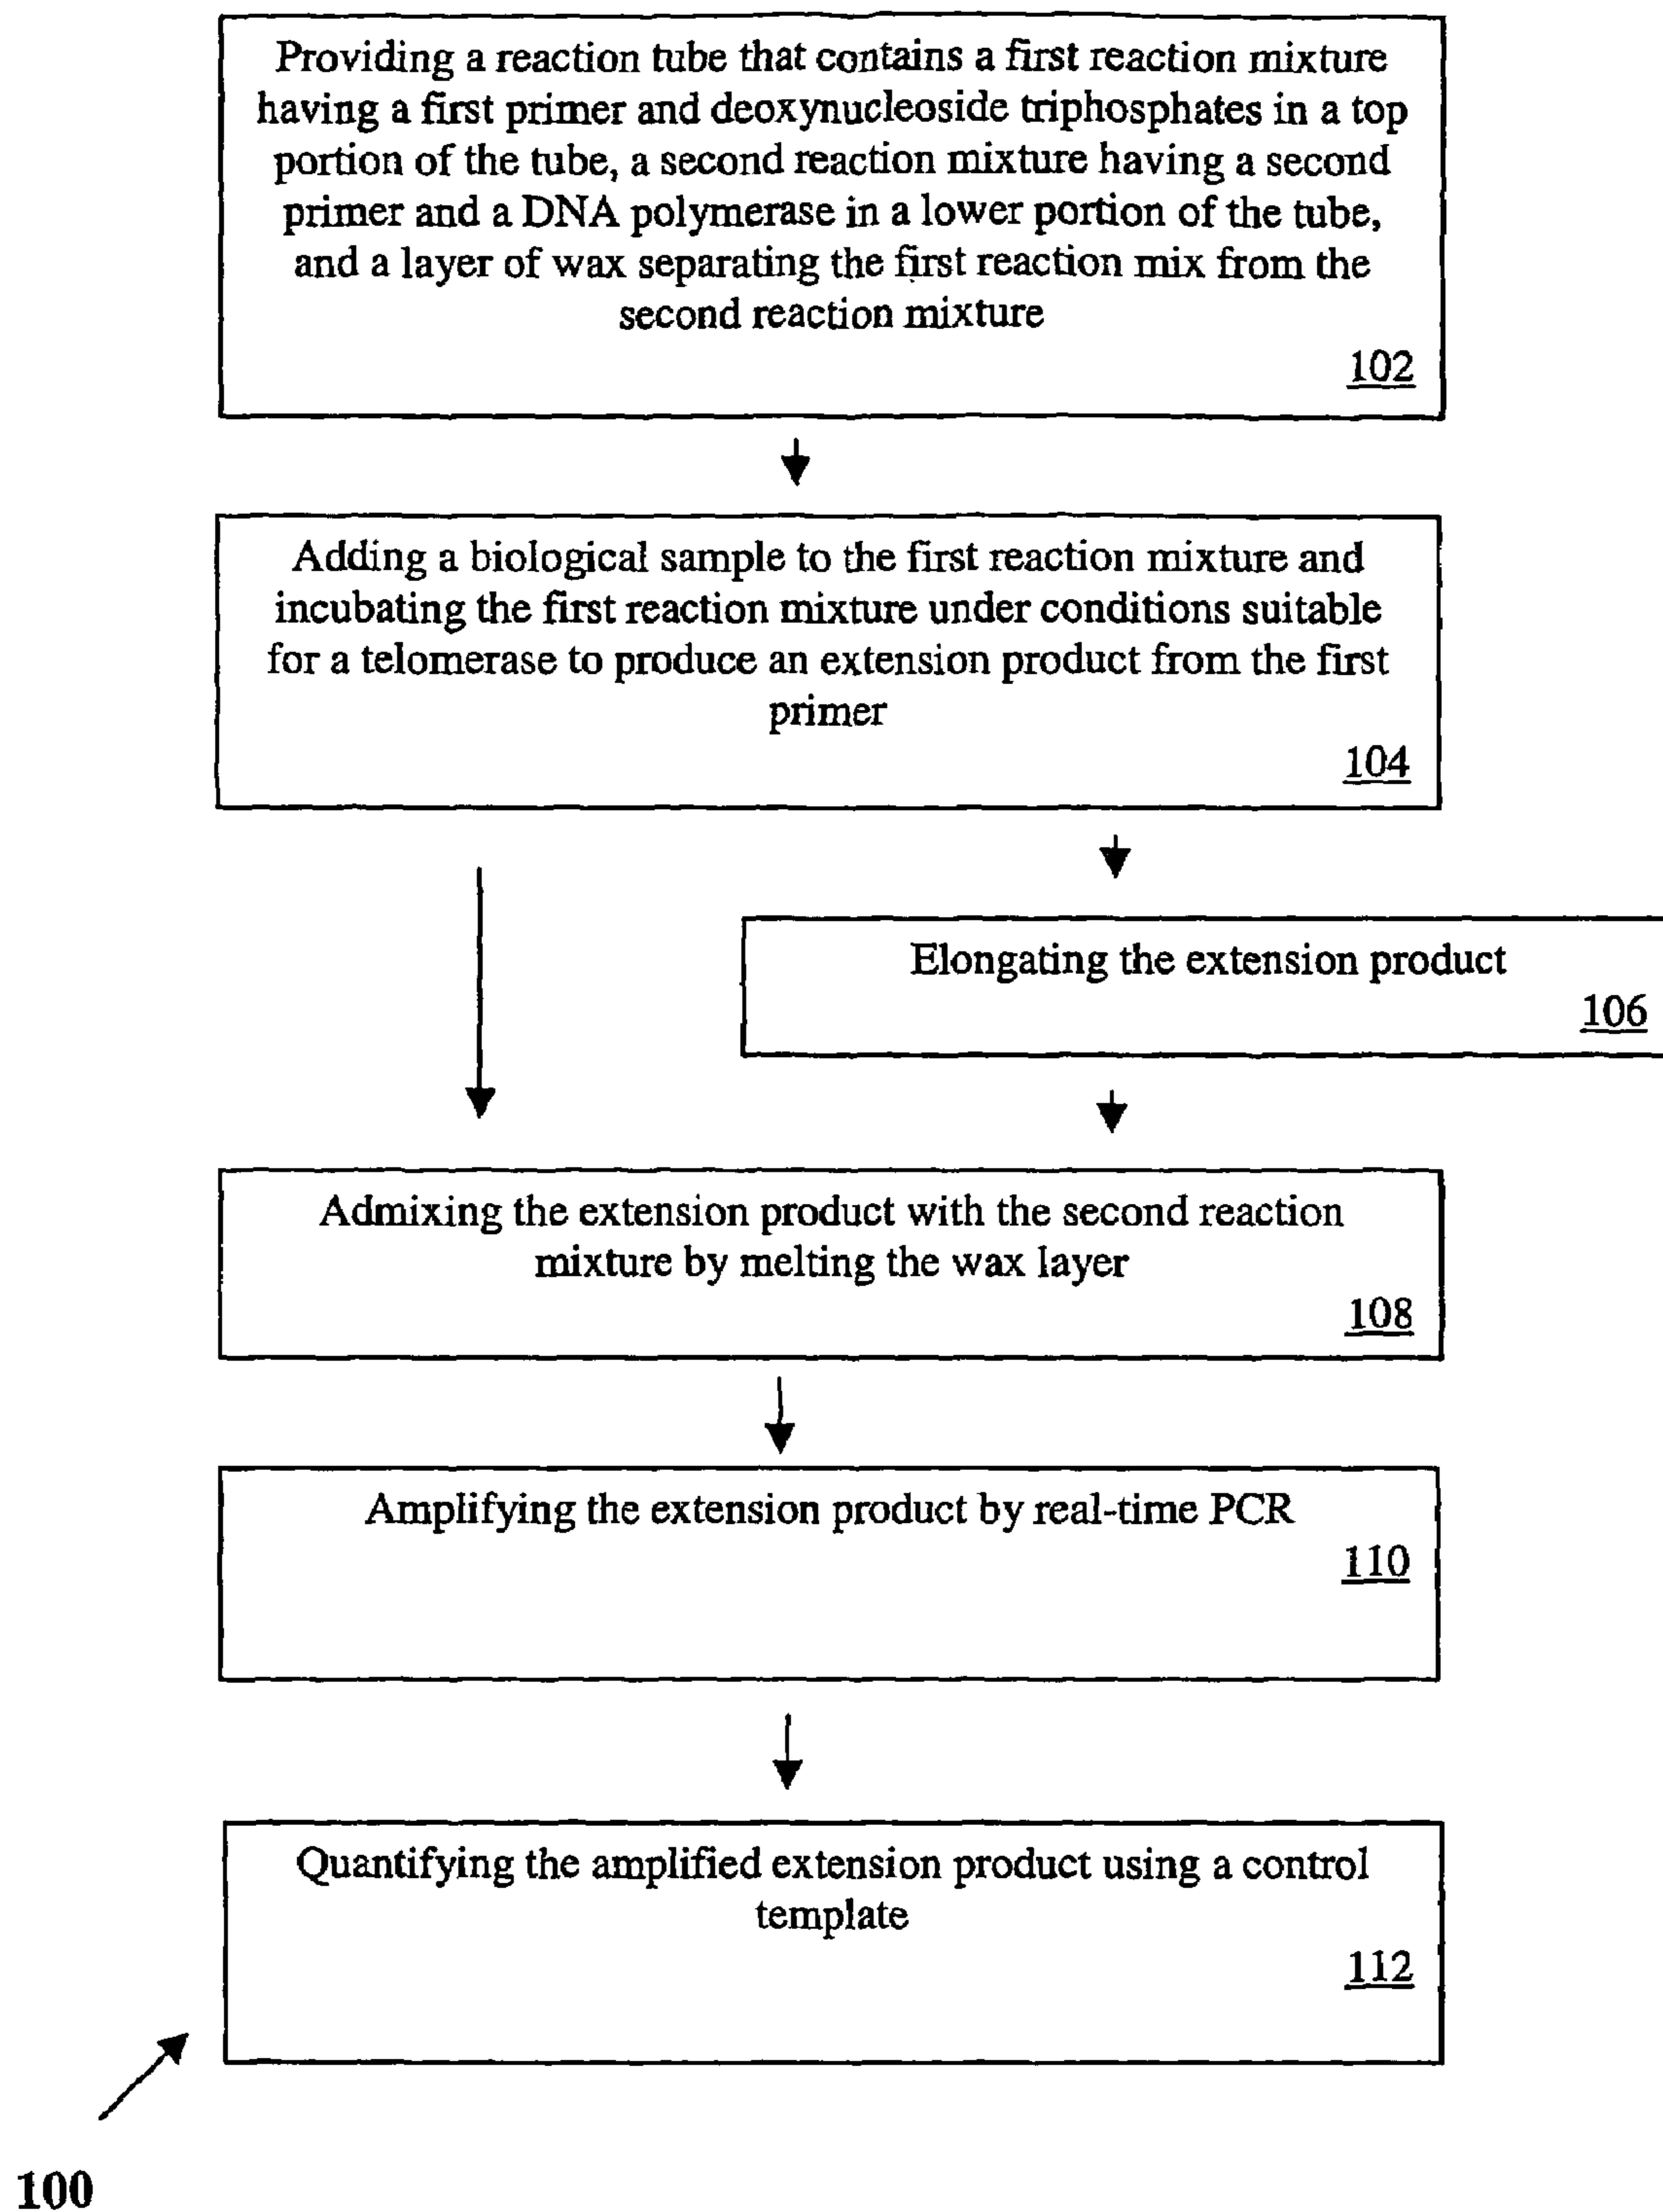 Providing a reaction tube that contains a first reaction mixture
having a first primer and deoxynucleoside triphosphates in a top
portion of the tube, a second reaction mixture having a second
primer and a DNA polymerase in a lower portion of the tube,
and a layer of wax separating the first reaction mix from the
second reaction mixture
102
Adding a biological sample to the first reaction mixture and
incubating the first reaction mixture under conditions suitable
for a telomerase to produce an extension product from the first
primer
104
Elongating the extension product
106
Admixing the extension product with the second reaction
mixture by melting the wax layer
108
Amplifying the extension product by real-time PCR
110
Quantifying the amplified extension product using a control
template
112
100